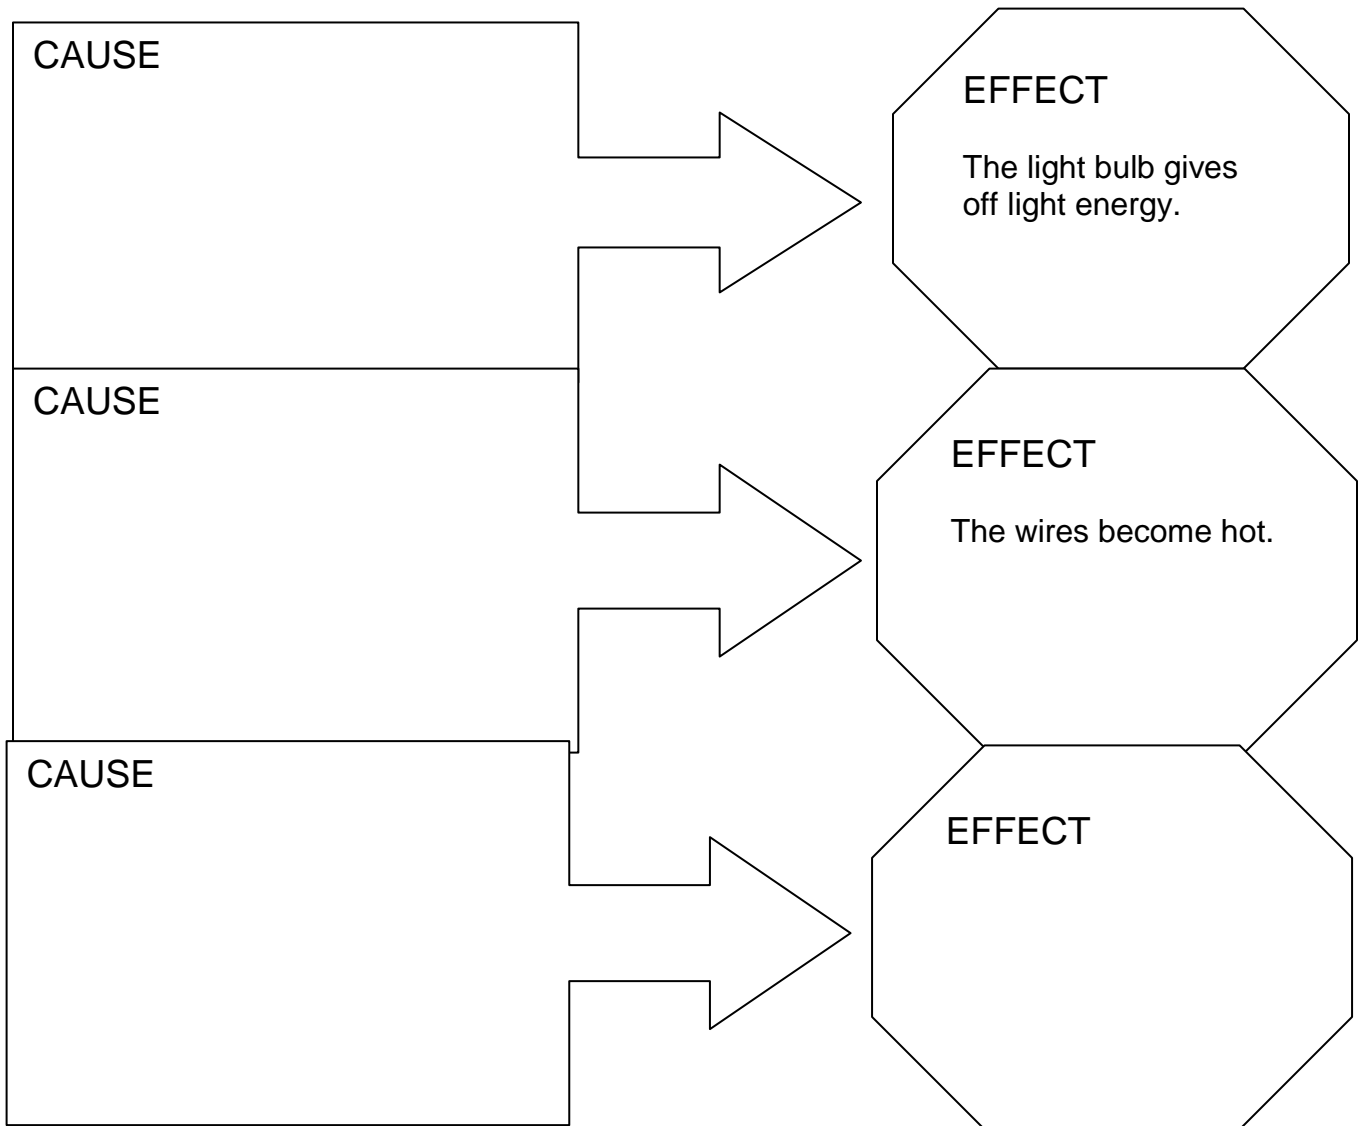 CAUSE
EFFECT
The light bulb gives
off light energy.
CAUSE
EFFECT
The wires become hot.
CAUSE
EFFECT